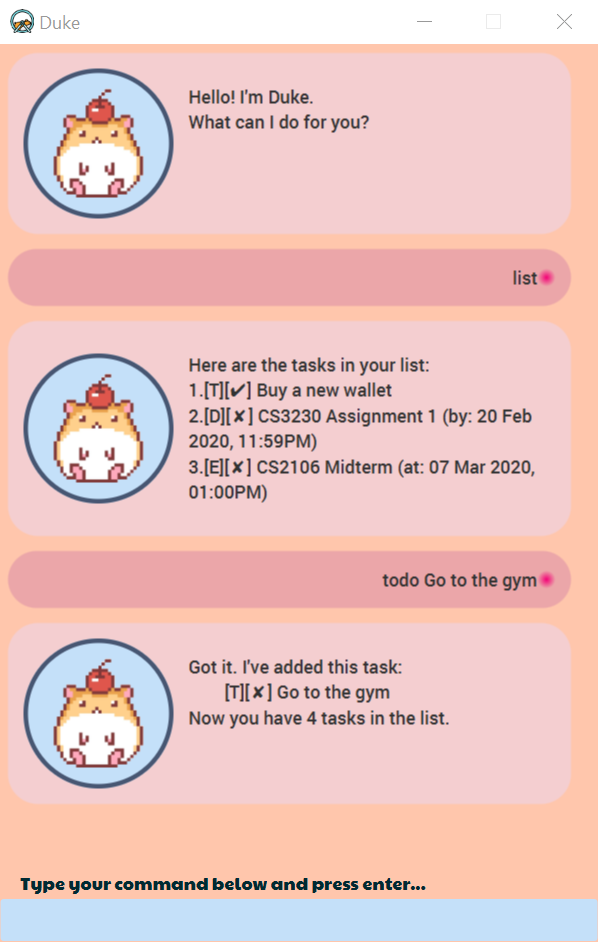 Duke
Hello! I'm Duke.
What can I do for you?
list
Here are the tasks in your list:
1.[T][✔] Buy a new wallet
2.[D][✘] CS3230 Assignment 1 (by: 20 Feb
2020, 11:59PM)
3.[E][✘] CS2106 Midterm (at: 07 Mar 2020,
01:00PM)
todo Go to the gym
Got it. I've added this task:
[T][✘] Go to the gym
Now you have 4 tasks in the list.
Type your command below and press enter...